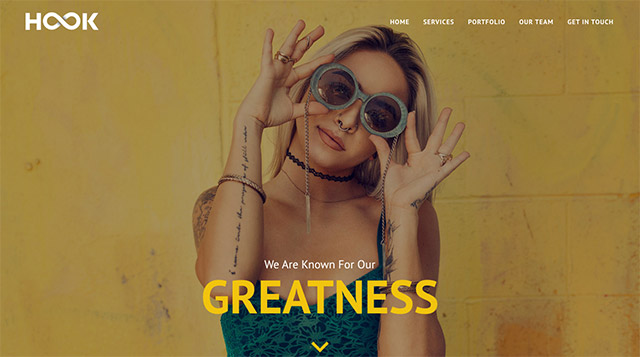 HOOK
HOME
SERVICES
PORTFOLIO
OUR TEAM
GET IN TOUCH
We Are Known For Our
GREATNESS